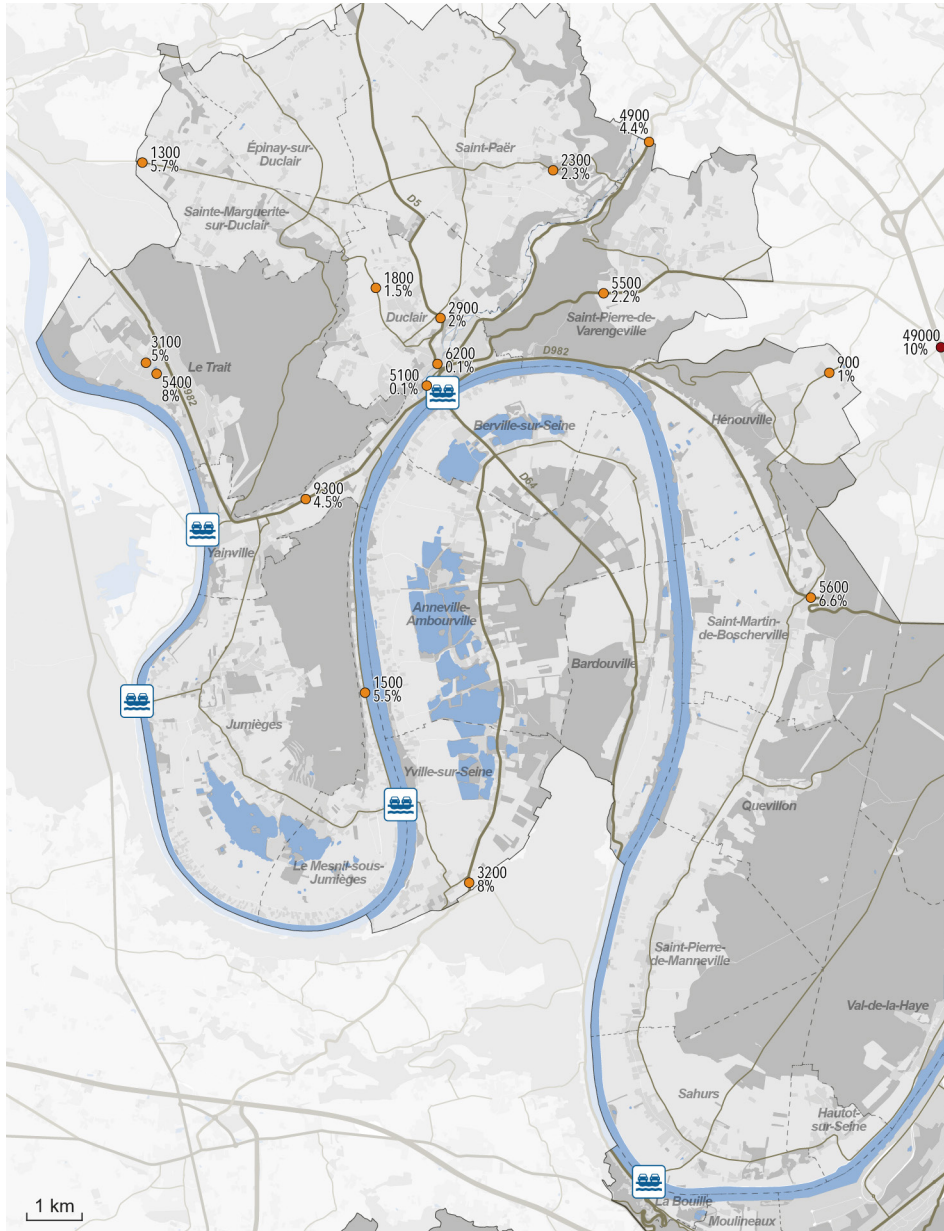 4900
4.4%
1300
5.7%
Épinay-sur-
Duclair
Saint-Paër
2300
2.3%
Sainte-Marguerite-
sur-Duclair
D5
1800
1.5%
5500
2.2%
Duclair
2900
2%
Saint-Pierre-de-
Varengeville
49000
10%
3100
5%
Le Trait
5400
8%
D982
6200
0.1%
D982
5100
0.1%
900
1%
Berville-sur-Seine
Hénouville
D64
9300
4.5%
Yainville
Anneville-
Ambourville
5600
6.6%
Saint-Martin-
de-Boscherville
Bardouville
1500
5.5%
Jumièges
Yville-sur-Seine
Quevillon
Le Mesnil-sous-
Jumièges
3200
8%
Saint-Pierre-
de-Manneville
Val-de-la-Haye
Sahurs
Hautot-
sur-Seine
La Bouille
Moulineaux
1 km